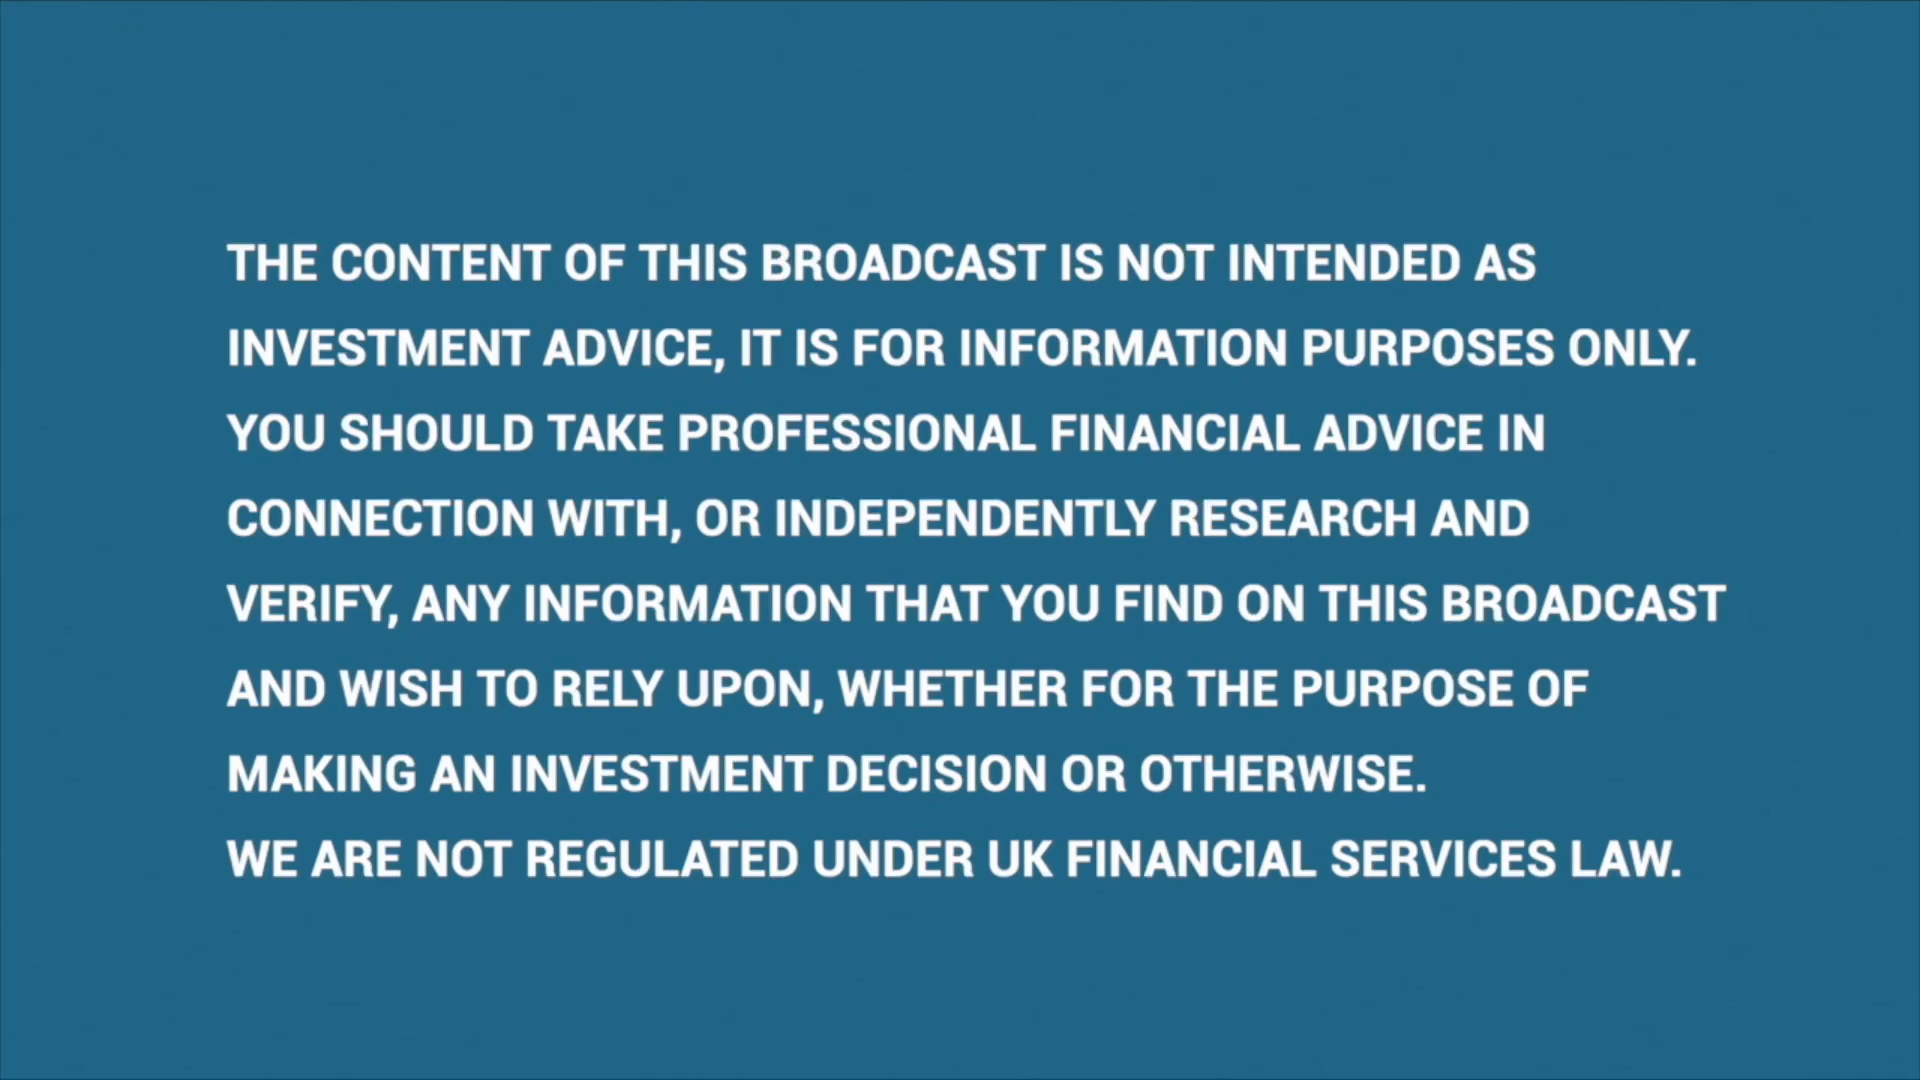 THE CONTENT OF THIS BROADCAST IS NOT INTENDED AS
INVESTMENT ADVICE, IT IS FOR INFORMATION PURPOSES ONLY.
YOU SHOULD TAKE PROFESSIONAL FINANCIAL ADVICE IN
CONNECTION WITH, OR INDEPENDENTLY RESEARCH AND
VERIFY, ANY INFORMATION THAT YOU FIND ON THIS BROADCAST
AND WISH TO RELY UPON, WHETHER FOR THE PURPOSE OF
MAKING AN INVESTMENT DECISION OR OTHERWISE.
WE ARE NOT REGULATED UNDER UK FINANCIAL SERVICES LAW.